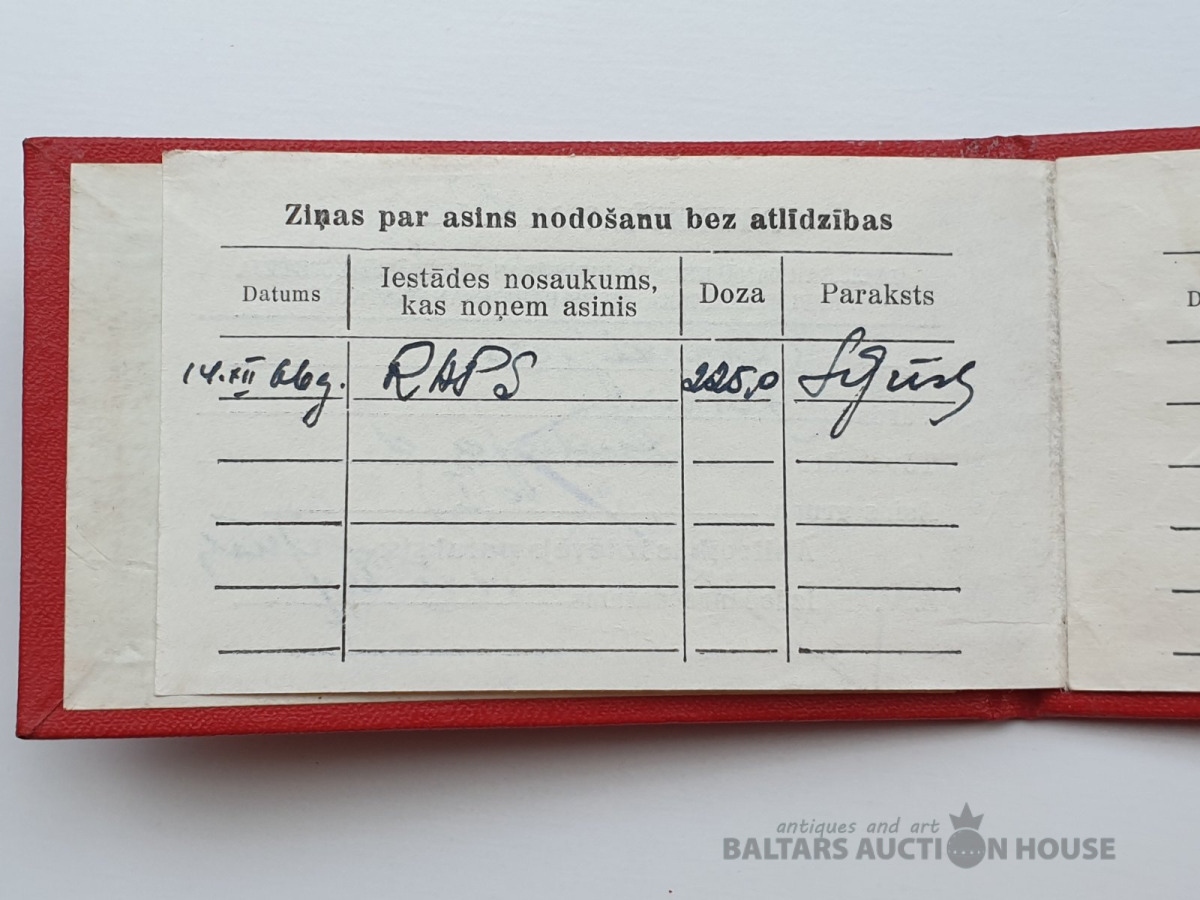 Ziņas par asins nodošanu bez atlīdzības
Datums
Iestādes nosaukums,
kas noņem asinis
Doza
Paraksts
14.XII 66g.
RAPS
225,0
D
antiques and art
BALTARS AUCTION HOUSE